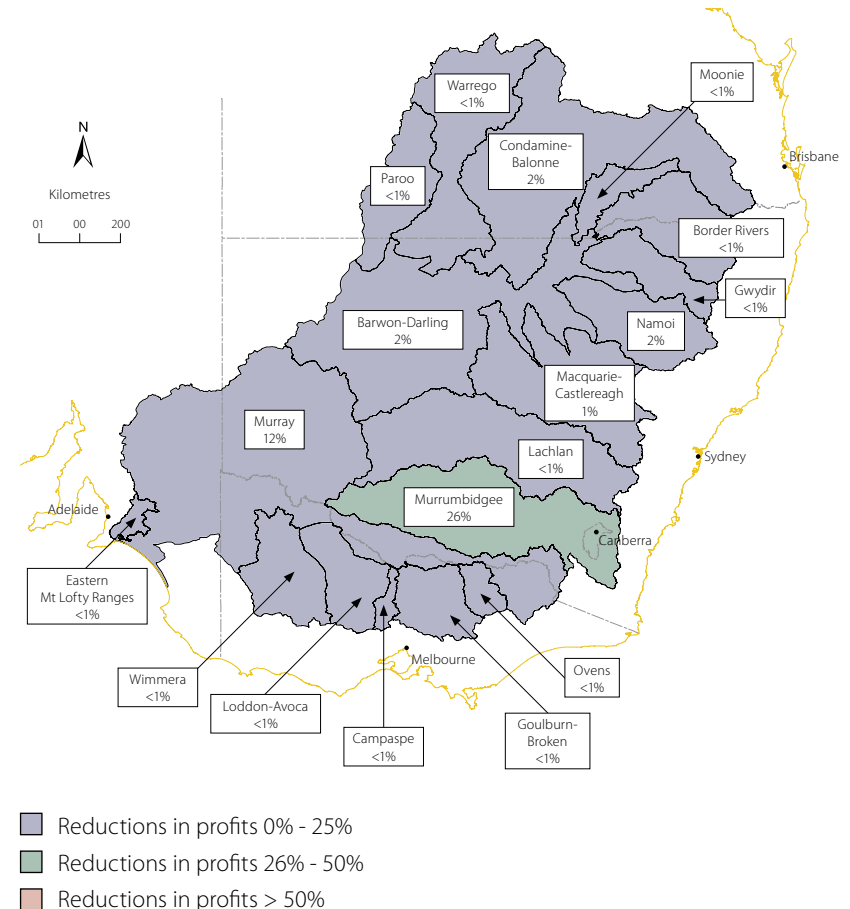 Warrego
<1%
Moonie
<1%
N
Condamine-
Balonne
2%
Brisbane
Paroo
<1%
Kilometres
01 00 200
Border Rivers
<1%
Gwydir
<1%
Barwon-Darling
2%
Namoi
2%
Macquarie-
Castlereagh
1%
Murray
12%
Lachlan
<1%
Sydney
Murrumbidgee
26%
Adelaide
Canberra
Eastern
Mt Lofty Ranges
<1%
Melbourne
Wimmera
<1%
Ovens
<1%
Loddon-Avoca
<1%
Campaspe
<1%
Goulburn-
Broken
<1%
Reductions in profits 0% - 25%
Reductions in profits 26% - 50%
Reductions in profits > 50%